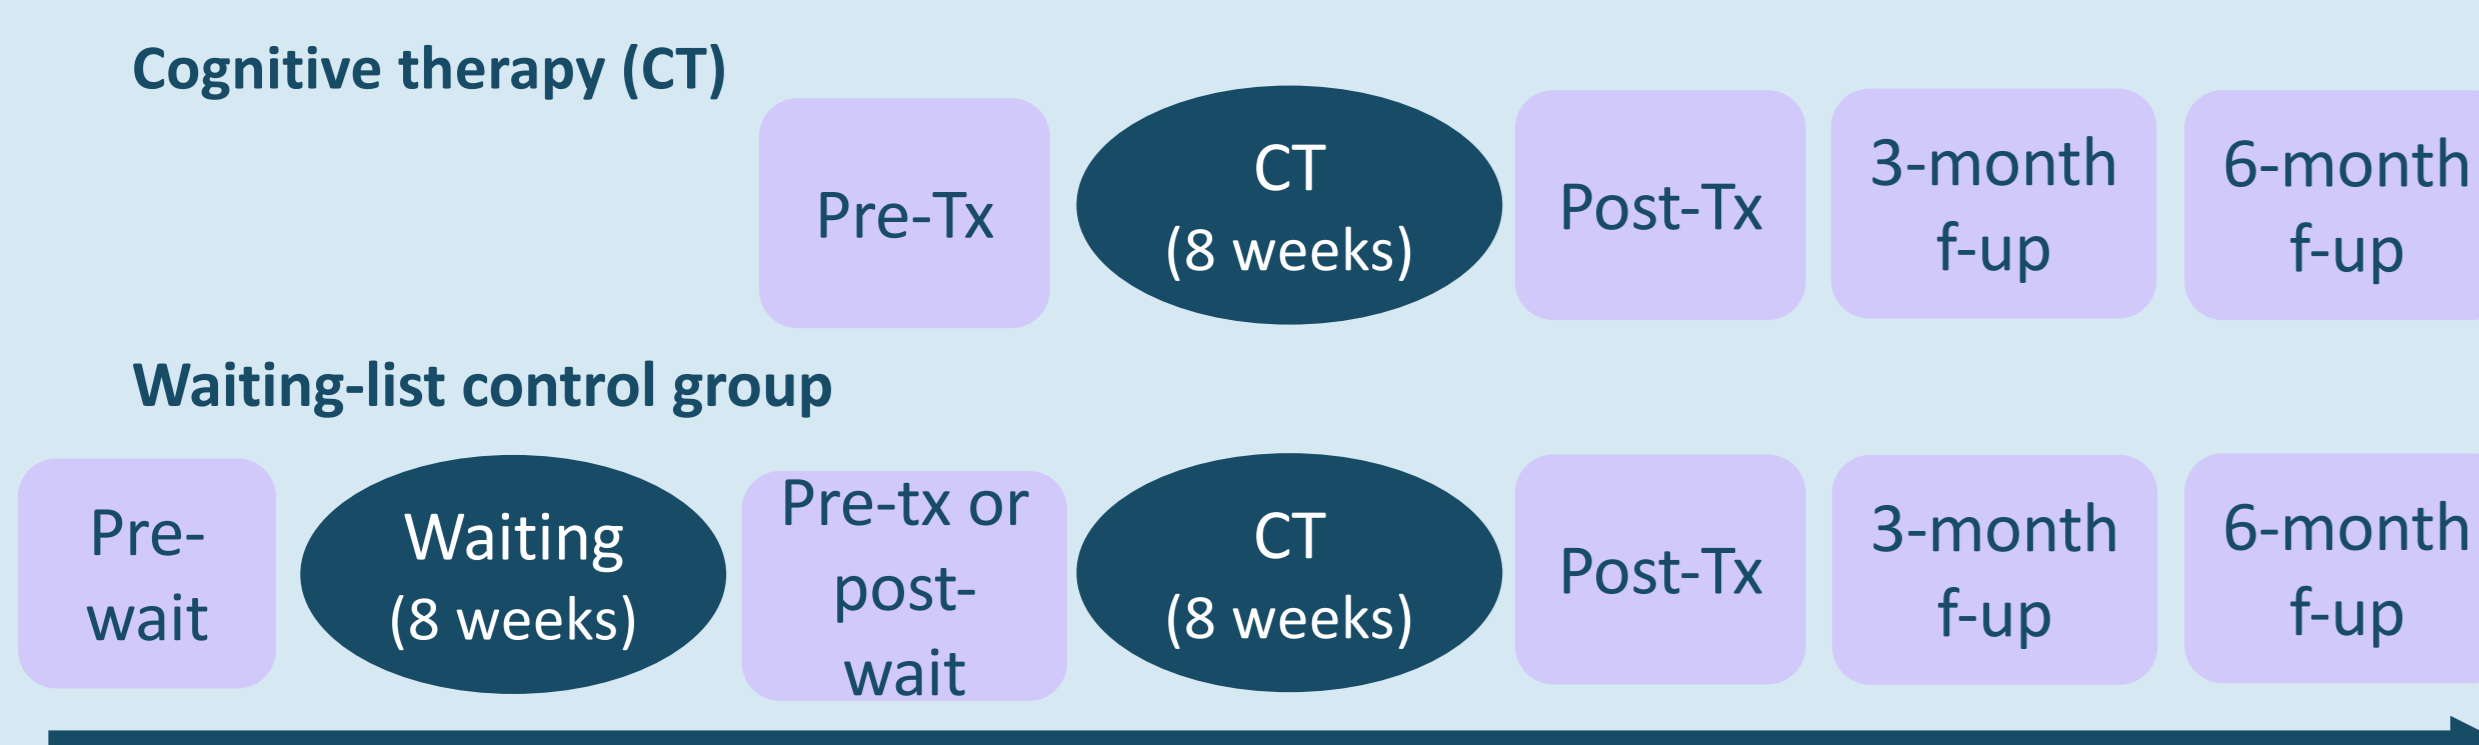 Cognitive therapy (CT)
Pre-Tx
CT
(8 weeks)
Post-Tx
3-month
f-up
6-month
f-up
Waiting-list control group
Pre-
wait
Waiting
(8 weeks)
Pre-tx or
post-
wait
CT
(8 weeks)
Post-Tx
3-month
f-up
6-month
f-up